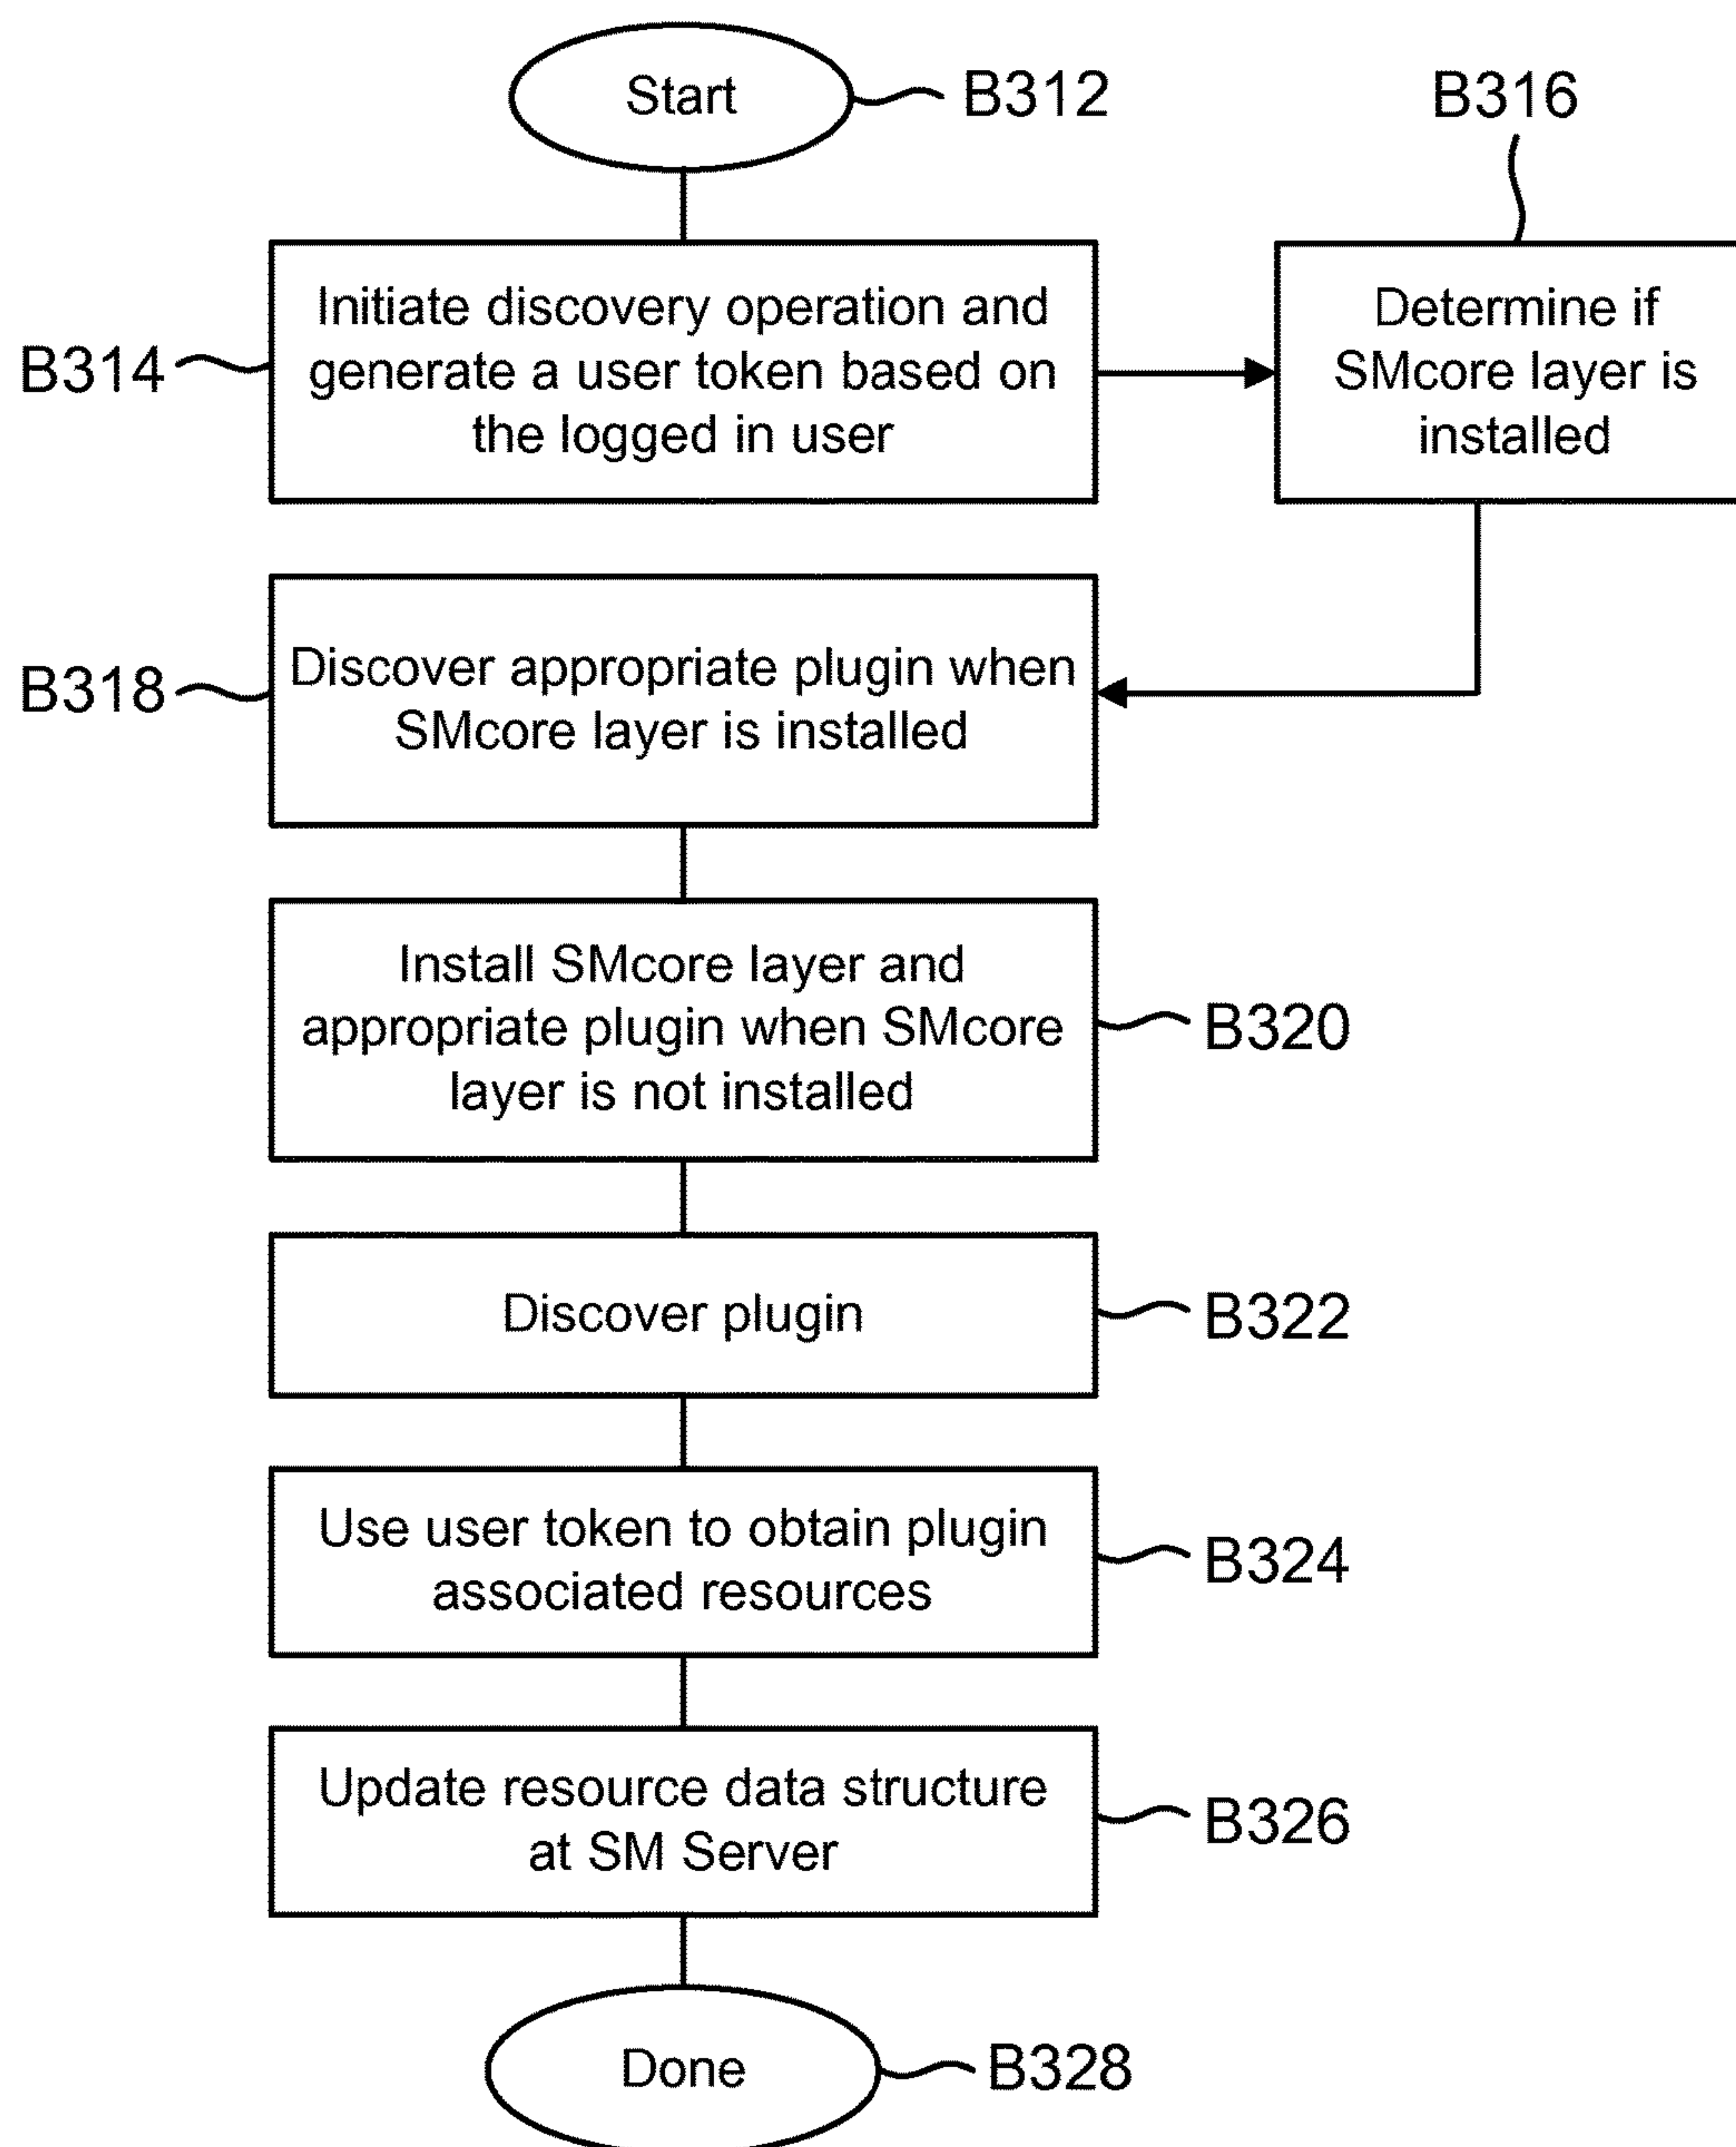 Start
B312
B316
B314
Initiate discovery operation and
generate a user token based on
the logged in user
Determine if
SMcore layer is
installed
B318
Discover appropriate plugin when
SMcore layer is installed
Install SMcore layer and
appropriate plugin when SMcore
layer is not installed
B320
Discover plugin
B322
Use user token to obtain plugin
associated resources
B324
Update resource data structure
at SM Server
B326
Done
B328